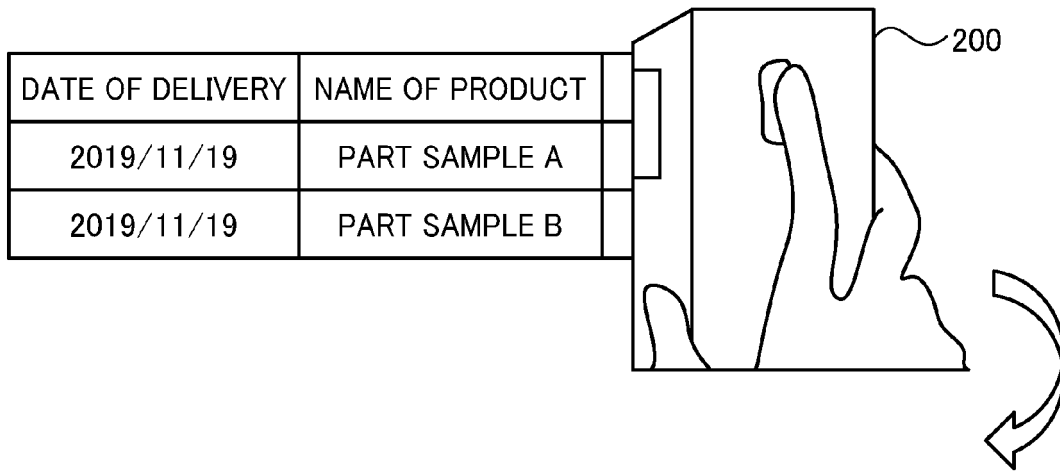 200
DATE OF DELIVERY NAME OF PRODUCT
2019/11/19 PART SAMPLE A
2019/11/19 PART SAMPLE B